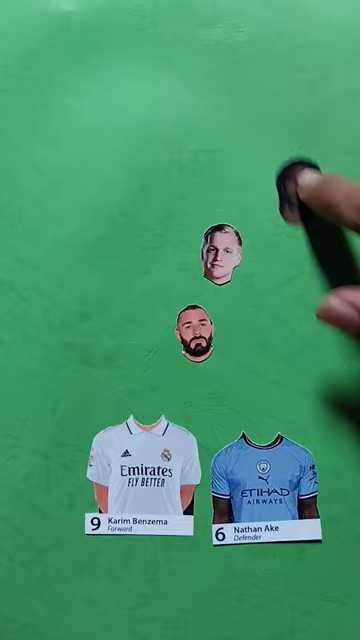 Emirates
FLY BETTER
9 Karim Benzema
Forward
ETIHAD
AIRWAYS
6 Nathan Ake
Defender